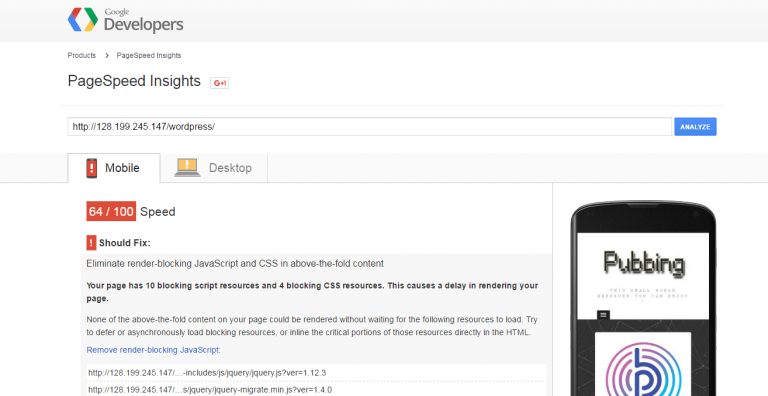 Google
Developers
Products > PageSpeed Insights
PageSpeed Insights G+1
http://128.199.245.147/wordpress/ ANALYZE
! Mobile ! Desktop
64 / 100 Speed
! Should Fix:
Eliminate render-blocking JavaScript and CSS in above-the-fold content
Your page has 10 blocking script resources and 4 blocking CSS resources. This causes a delay in rendering your
page.
None of the above-the-fold content on your page could be rendered without waiting for the following resources to load. Try
to defer or asynchronously load blocking resources, or inline the critical portions of those resources directly in the HTML.
Remove render-blocking JavaScript:
http://128.199.245.147/…-includes/js/jquery/jquery.js?ver=1.12.3
http://128.199.245.147/…s/jquery/jquery-migrate.min.js?ver=1.4.0
Pubbing
THIS SMALL WORLD
WHEREVER YOU CAN ENJOY